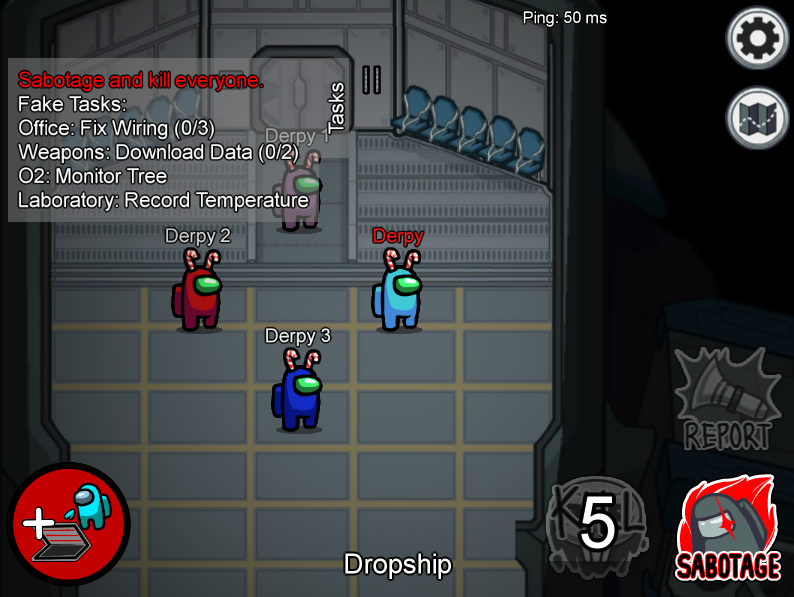 Ping: 50 ms
Sabotage and kill everyone.
Fake Tasks:
Office: Fix Wiring (0/3)
Weapons: Download Data (0/2)
O2: Monitor Tree
Laboratory: Record Temperature
Tasks
Derpy 1
Derpy 2
Derpy
Derpy 3
REPORT
KILL
5
SABOTAGE
Dropship